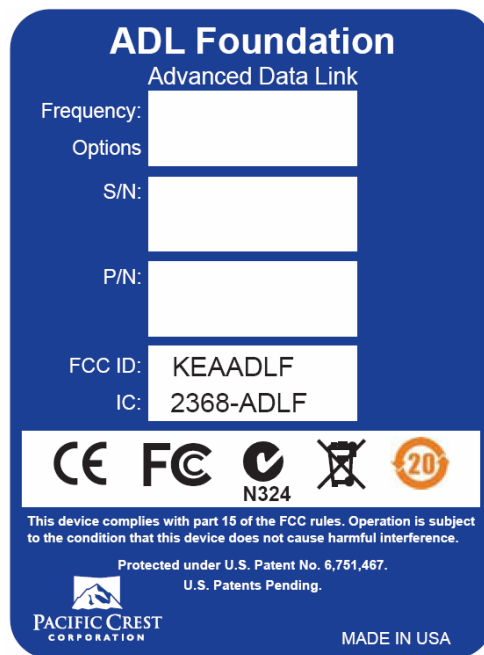 ADL Foundation
Advanced Data Link
Frequency:
Options
S/N:
P/N:
FCC ID: KEAADLF
IC: 2368-ADLF
CE FC N324 20
This device complies with part 15 of the FCC rules. Operation is subject
to the condition that this device does not cause harmful interference.
Protected under U.S. Patent No. 6,751,467.
U.S. Patents Pending.
PACIFIC CREST
CORPORATION
MADE IN USA